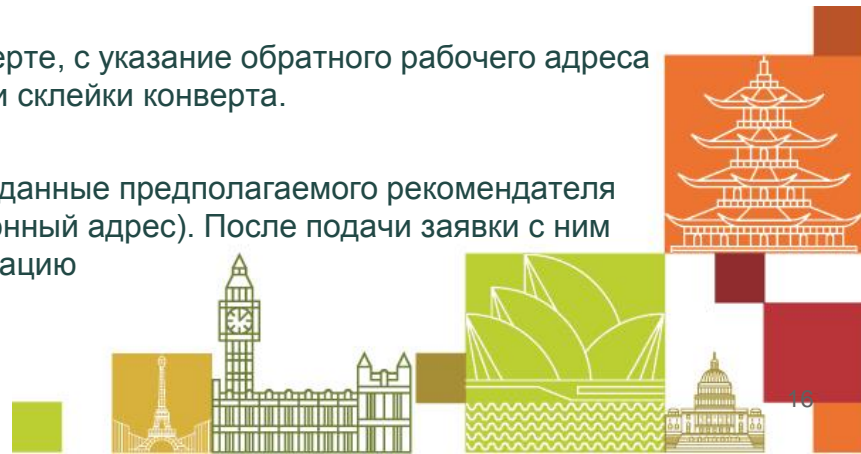 ерте, с указание обратного рабочего адреса
и склейки конверта.
данные предполагаемого рекомендателя
онный адрес). После подачи заявки с ним
ацию
16